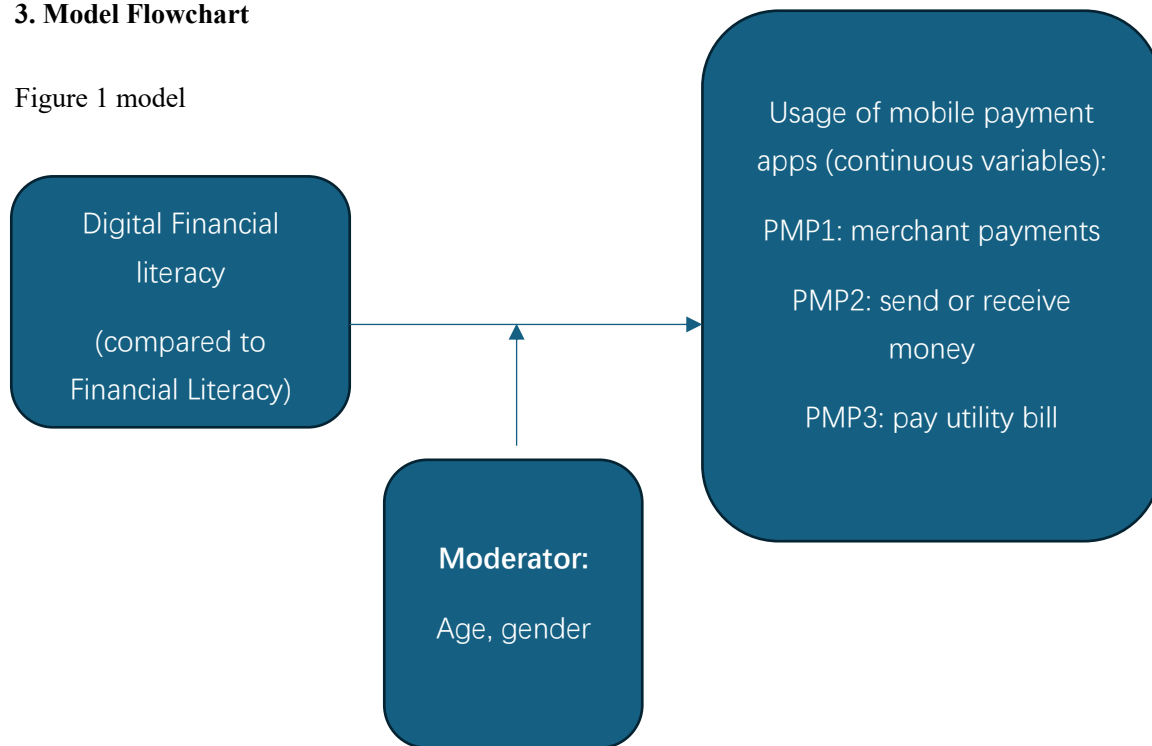 3. Model Flowchart
Figure 1 model
Digital Financial
literacy
(compared to
Financial Literacy)
Usage of mobile payment
apps (continuous variables):
PMP1: merchant payments
PMP2: send or receive
money
PMP3: pay utility bill
Moderator:
Age, gender